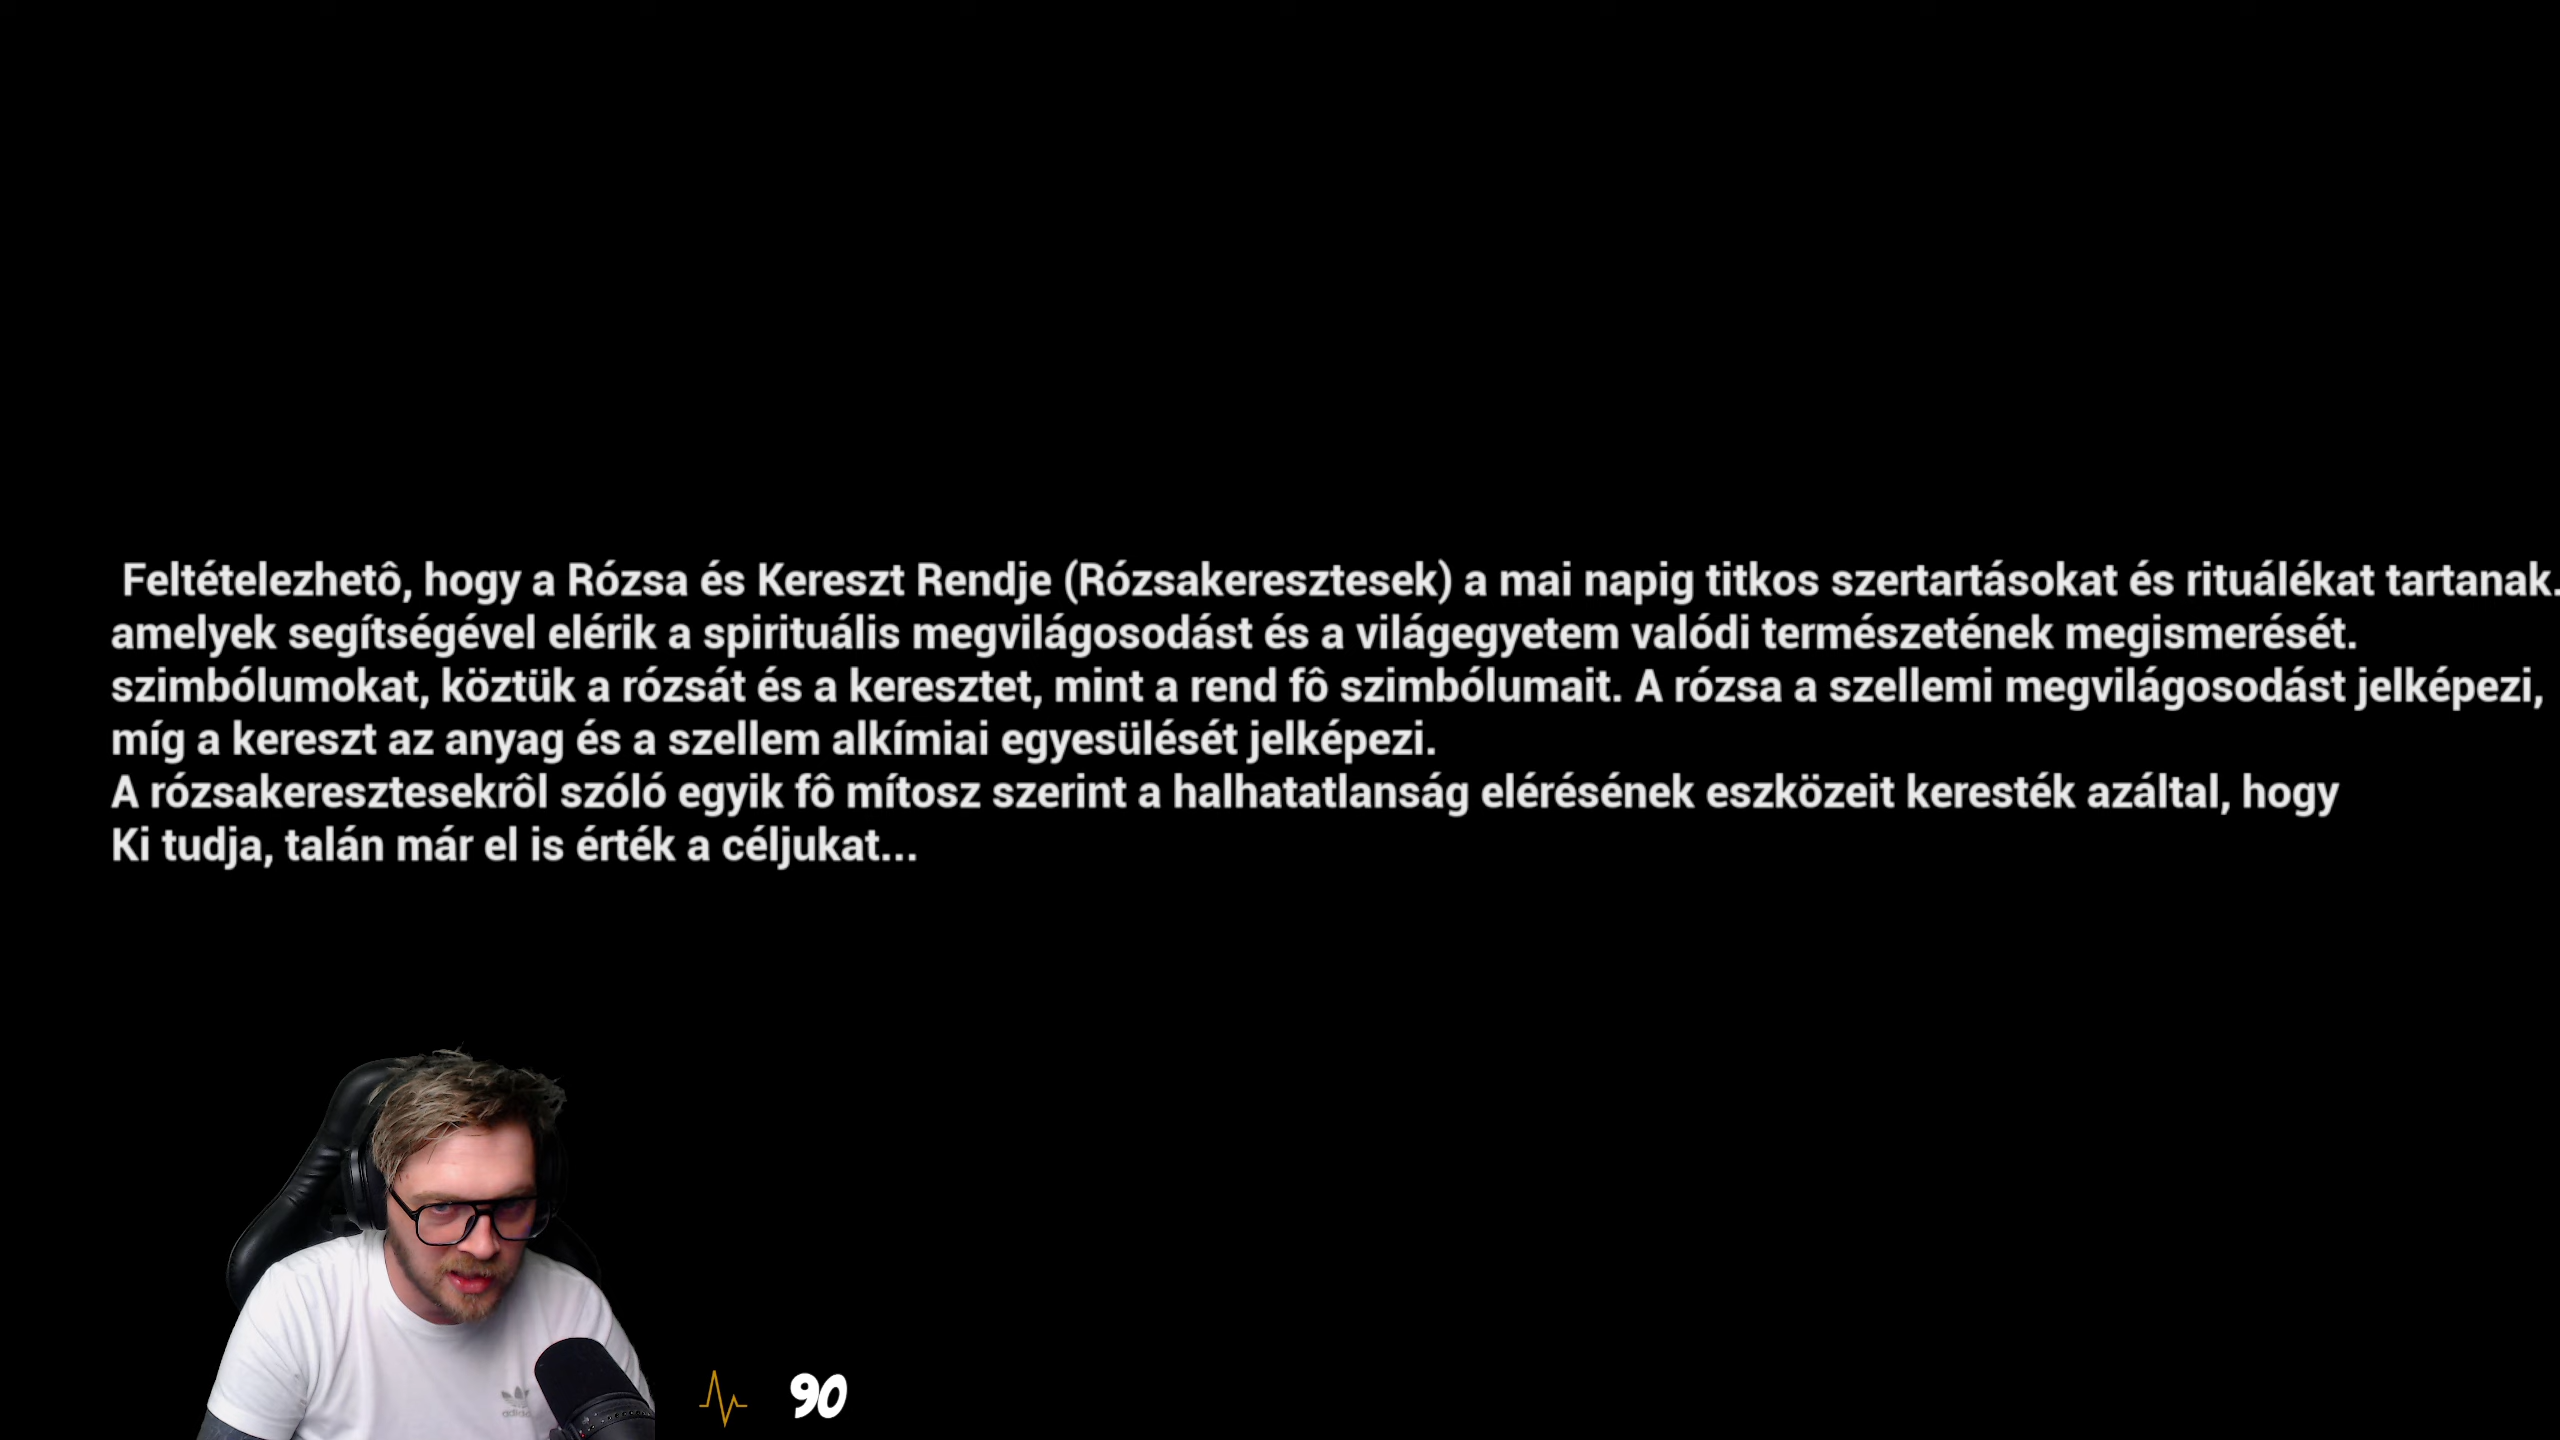 Feltételezhetô, hogy a Rózsa és Kereszt Rendje (Rózsakeresztesek) a mai napig titkos szertartásokat és rituálékat tartanak.
amelyek segítségével elérik a spirituális megvilágosodást és a világegyetem valódi természetének megismerését.
szimbólumokat, köztük a rózsát és a keresztet, mint a rend fô szimbólumait. A rózsa a szellemi megvilágosodást jelképezi,
míg a kereszt az anyag és a szellem alkímiai egyesülését jelképezi.
A rózsakeresztesekrôl szóló egyik fô mítosz szerint a halhatatlanság elérésének eszközeit keresték azáltal, hogy
Ki tudja, talán már el is érték a céljukat...
adidas
90